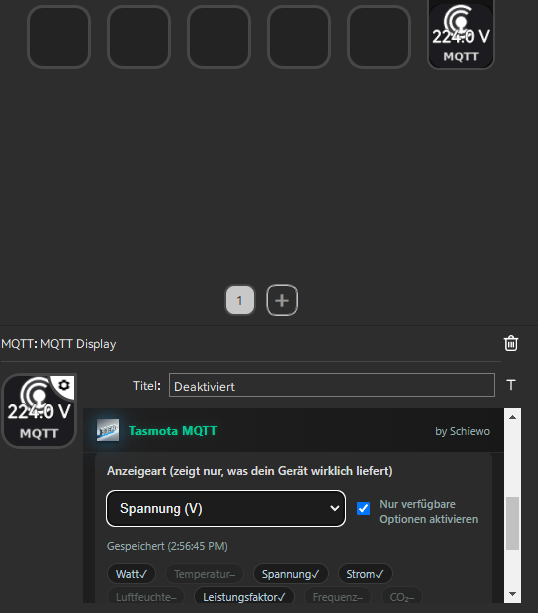 224.0 V
MQTT
1
+
MQTT: MQTT Display
Titel: Deaktiviert T
224.0 V
MQTT
Tasmota MQTT by Schiewo
Anzeigeart (zeigt nur, was dein Gerät wirklich liefert)
Spannung (V)
Nur verfügbare
Optionen aktivieren
Gespeichert (2:56:45 PM)
Watt✓ Temperatur– Spannung✓ Strom✓
Luftfeuchte– Leistungsfaktor✓ Frequenz– CO₂–